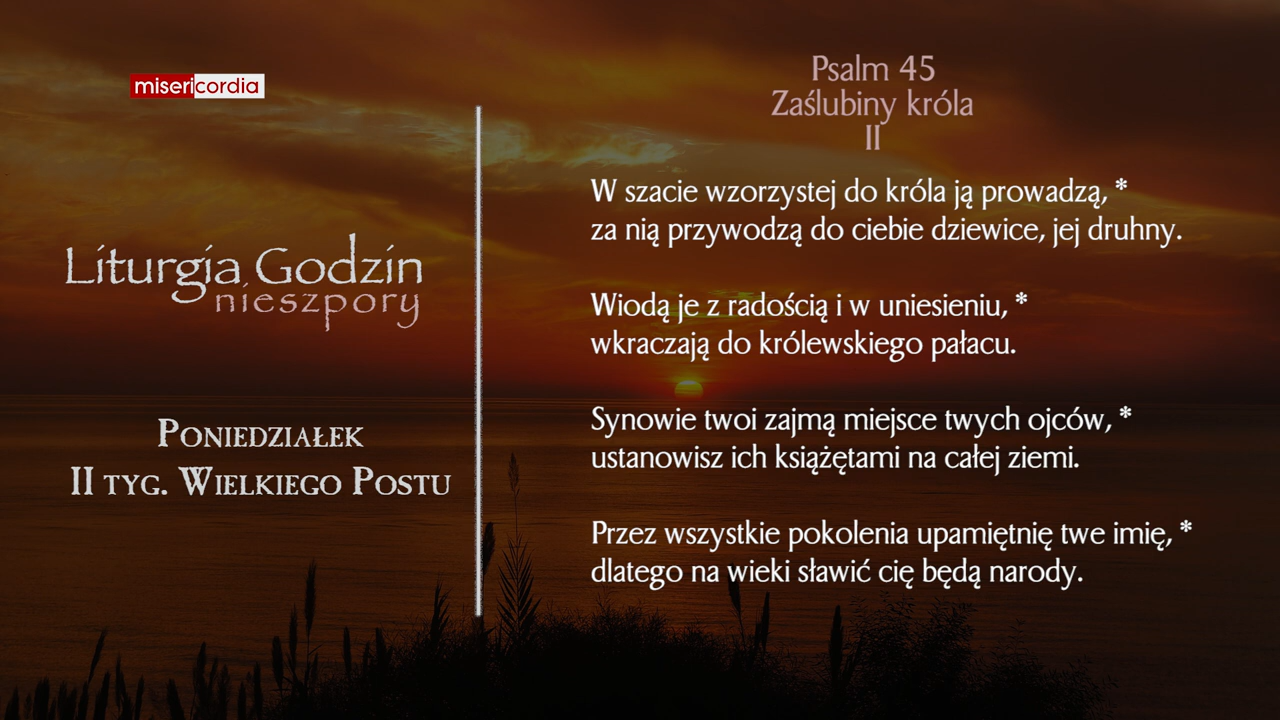 misericordia
Liturgia Godzin
nieszpory
Poniedziałek
II tyg. Wielkiego Postu
Psalm 45
Zaślubiny króla
II
W szacie wzorzystej do króla ją prowadzą, *
za nią przywodzą do ciebie dziewice, jej druhny.
Wiodą je z radością i w uniesieniu, *
wkraczają do królewskiego pałacu.
Synowie twoi zajmą miejsce twych ojców, *
ustanowisz ich książętami na całej ziemi.
Przez wszystkie pokolenia upamiętnię twe imię, *
dlatego na wieki sławić cię będą narody.